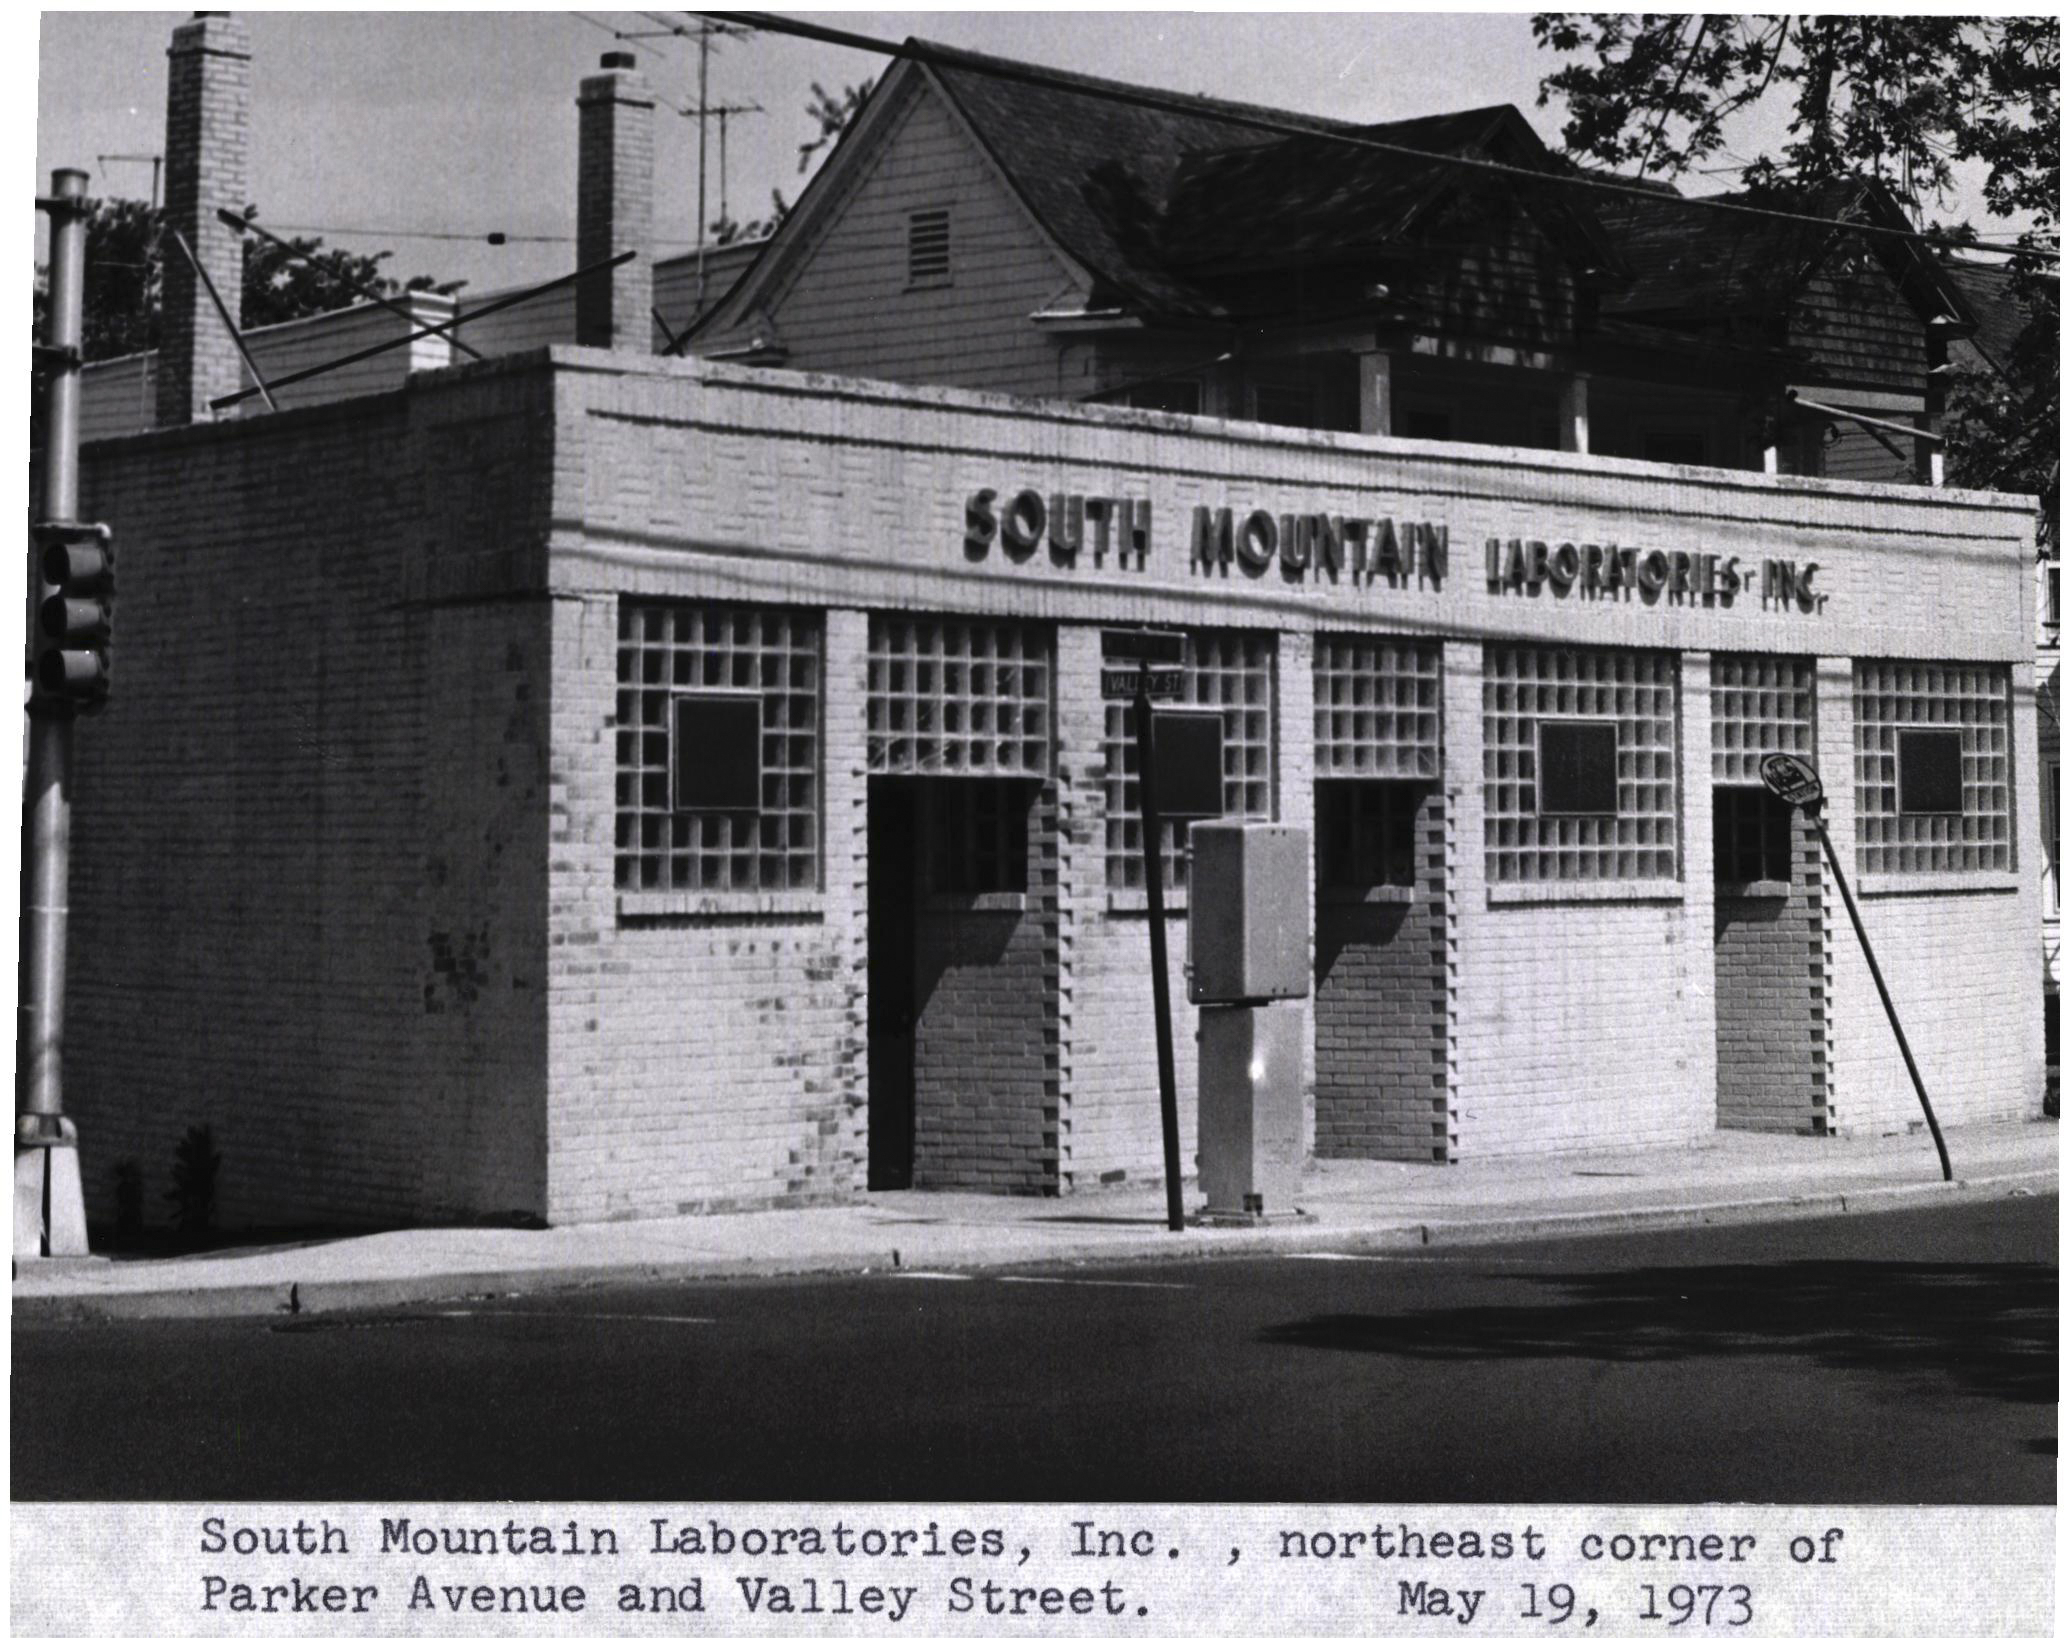 SOUTH MOUNTAIN LABORATORIES-INC.
VALLEY ST
South Mountain Laboratories, Inc. , northeast corner of
Parker Avenue and Valley Street. May 19, 1973